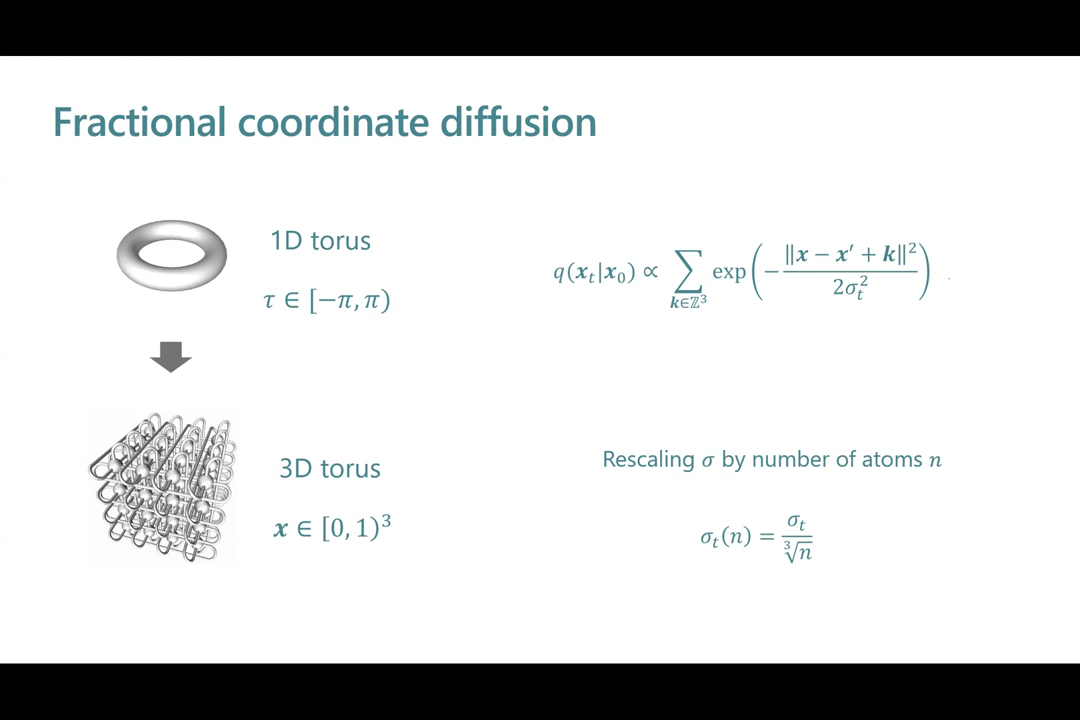 Fractional coordinate diffusion
1D torus
τ ∈ [−π, π)
q(x_t|x_0) ∝ ∑_{k∈ℤ³} exp(−‖x − x′ + k‖² / 2σ_t²)
3D torus
x ∈ [0, 1)³
Rescaling σ by number of atoms n
σ_t(n) = σ_t / ∛n